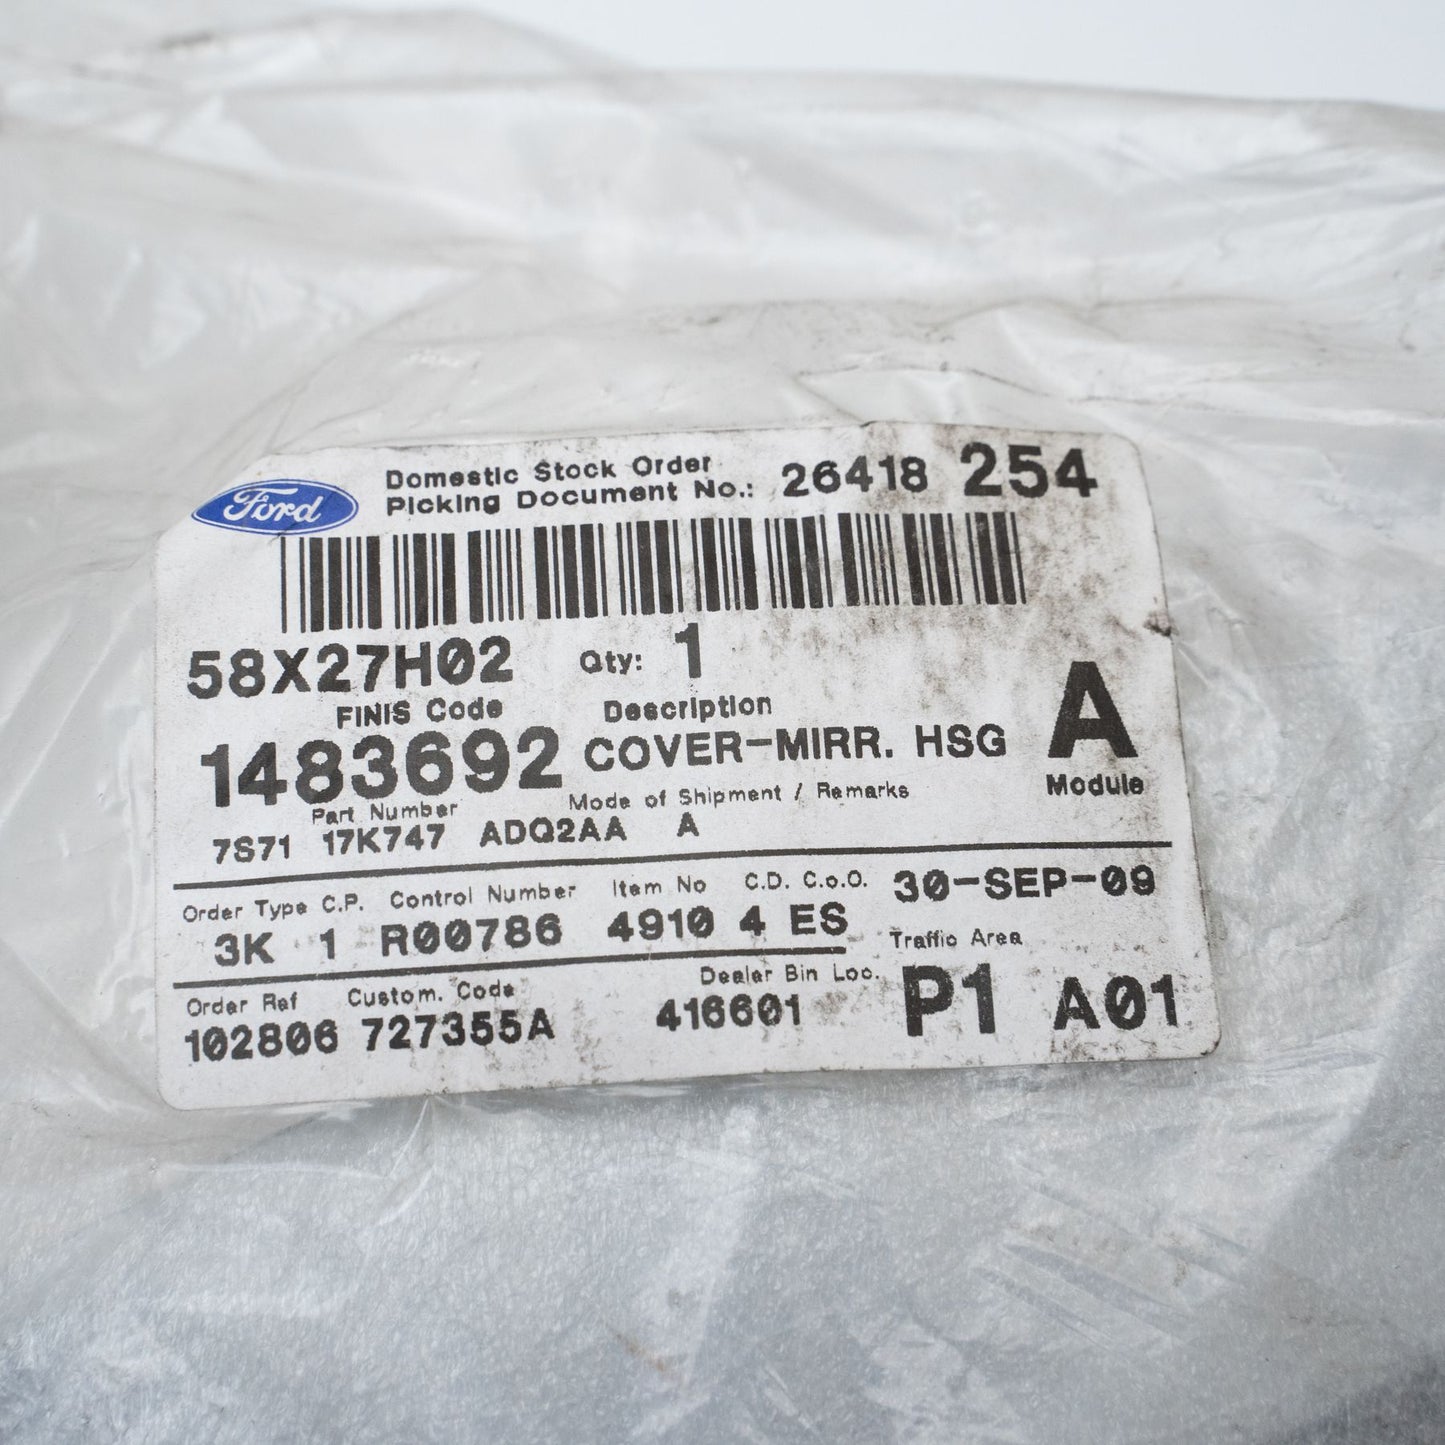 Ford
Domestic Stock Order
Picking Document No.: 26418 254
58X27H02 Qty: 1
FINIS Code Description
1483692 COVER-MIRR. HSG A
Part Number Mode of Shipment / Remarks Module
7S71 17K747 ADQ2AA A
Order Type C.P. Control Number Item No C.D. C.o.O. 30-SEP-09
3K 1 R00786 4910 4 ES Traffic Area
Order Ref Custom. Code Dealer Bin Loc. P1 A01
102806 727355A 416601